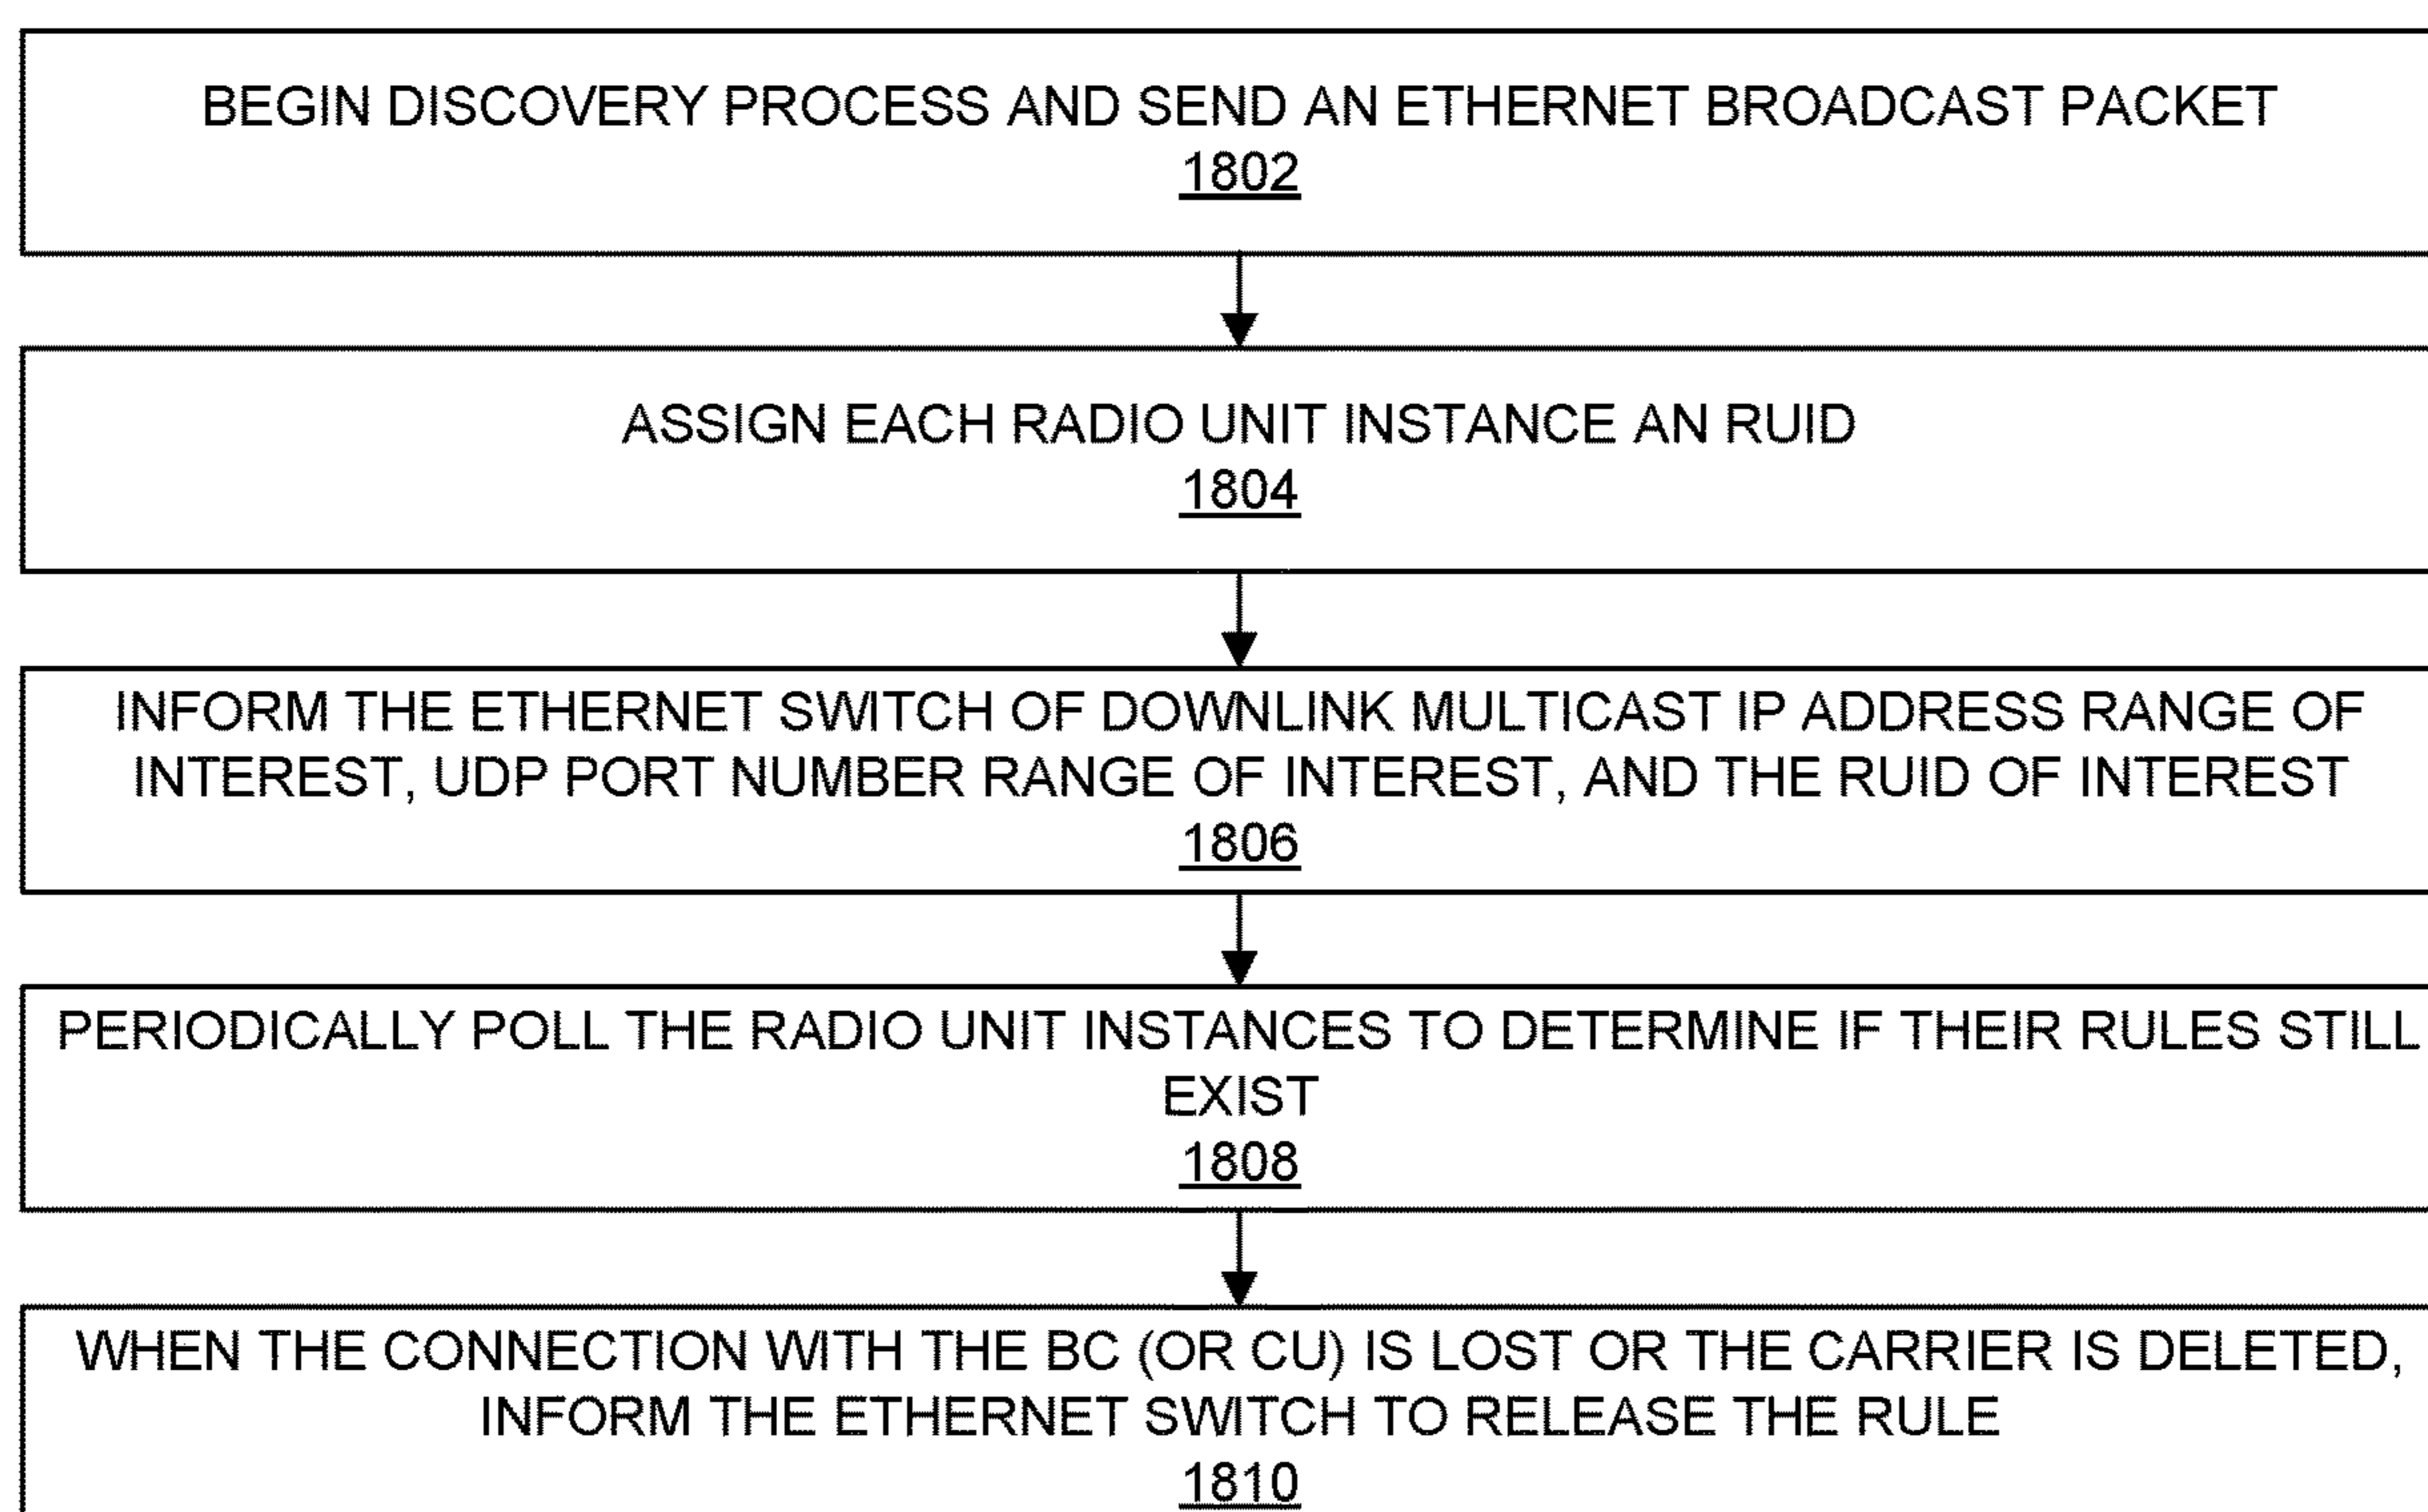 BEGIN DISCOVERY PROCESS AND SEND AN ETHERNET BROADCAST PACKET
1802
ASSIGN EACH RADIO UNIT INSTANCE AN RUID
1804
INFORM THE ETHERNET SWITCH OF DOWNLINK MULTICAST IP ADDRESS RANGE OF
INTEREST, UDP PORT NUMBER RANGE OF INTEREST, AND THE RUID OF INTEREST
1806
PERIODICALLY POLL THE RADIO UNIT INSTANCES TO DETERMINE IF THEIR RULES STILL
EXIST
1808
WHEN THE CONNECTION WITH THE BC (OR CU) IS LOST OR THE CARRIER IS DELETED,
INFORM THE ETHERNET SWITCH TO RELEASE THE RULE
1810